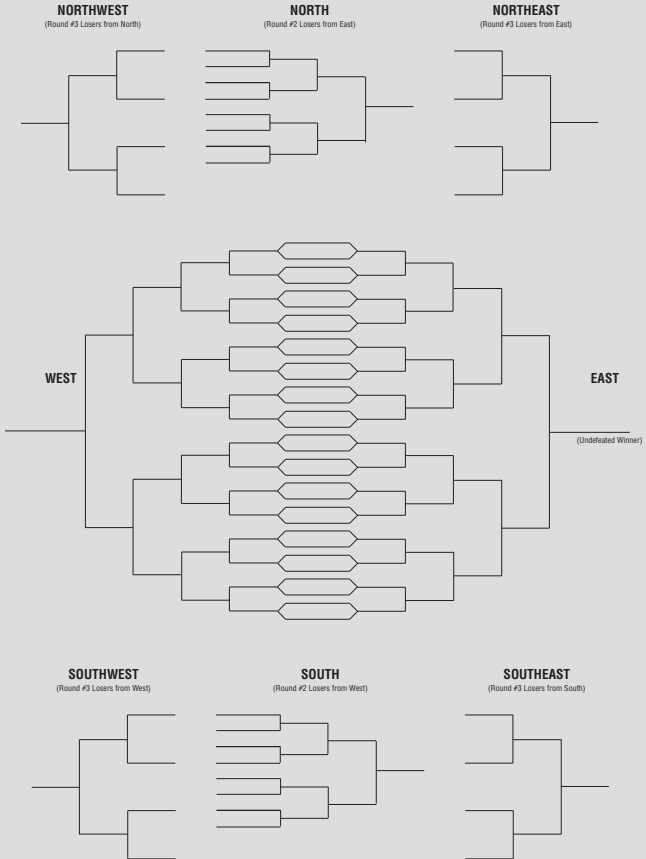 NORTHWEST
(Round #3 Losers from North)
NORTH
(Round #2 Losers from East)
NORTHEAST
(Round #3 Losers from East)
WEST
EAST
(Undefeated Winner)
SOUTHWEST
(Round #3 Losers from West)
SOUTH
(Round #2 Losers from West)
SOUTHEAST
(Round #3 Losers from South)